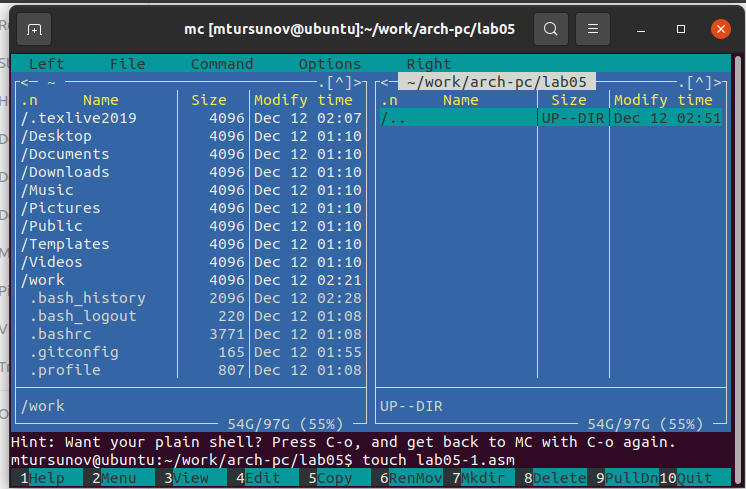 mc [mtursunov@ubuntu]:~/work/arch-pc/lab05
Left File Command Options Right
<─ ~ .[^]> <─ ~/work/arch-pc/lab05 .[^]>
.n Name Size Modify time .n Name Size Modify time
/.texlive2019 4096 Dec 12 02:07 /.. UP--DIR Dec 12 02:51
/Desktop 4096 Dec 12 01:10
/Documents 4096 Dec 12 01:10
/Downloads 4096 Dec 12 01:10
/Music 4096 Dec 12 01:10
/Pictures 4096 Dec 12 01:10
/Public 4096 Dec 12 01:10
/Templates 4096 Dec 12 01:10
/Videos 4096 Dec 12 01:10
/work 4096 Dec 12 02:21
.bash_history 2096 Dec 12 02:28
.bash_logout 220 Dec 12 01:08
.bashrc 3771 Dec 12 01:08
.gitconfig 165 Dec 12 01:55
.profile 807 Dec 12 01:08
/work UP--DIR
54G/97G (55%) 54G/97G (55%)
Hint: Want your plain shell? Press C-o, and get back to MC with C-o again.
mtursunov@ubuntu:~/work/arch-pc/lab05$ touch lab05-1.asm
1Help 2Menu 3View 4Edit 5Copy 6RenMov 7Mkdir 8Delete 9PullDn 10Quit